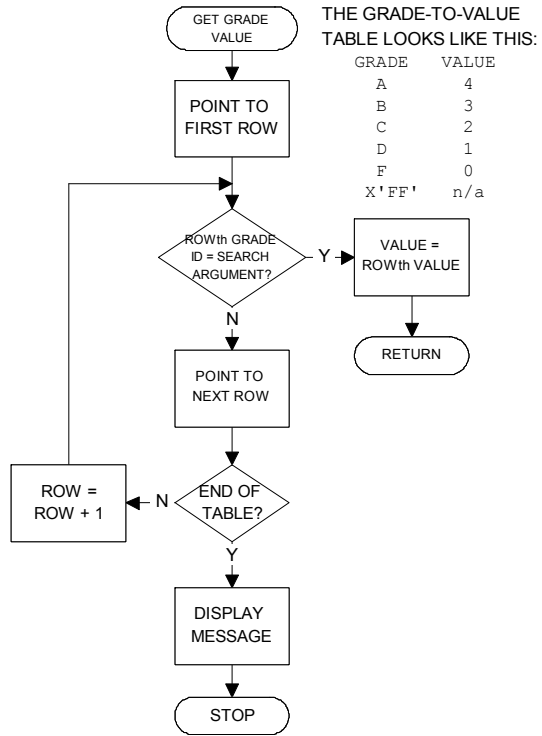 GET GRADE
VALUE
THE GRADE-TO-VALUE
TABLE LOOKS LIKE THIS:
GRADE VALUE
A 4
B 3
C 2
D 1
F 0
X'FF' n/a
POINT TO
FIRST ROW
ROWth GRADE
ID = SEARCH
ARGUMENT?
Y
VALUE =
ROWth VALUE
RETURN
N
POINT TO
NEXT ROW
END OF
TABLE?
N
ROW =
ROW + 1
Y
DISPLAY
MESSAGE
STOP